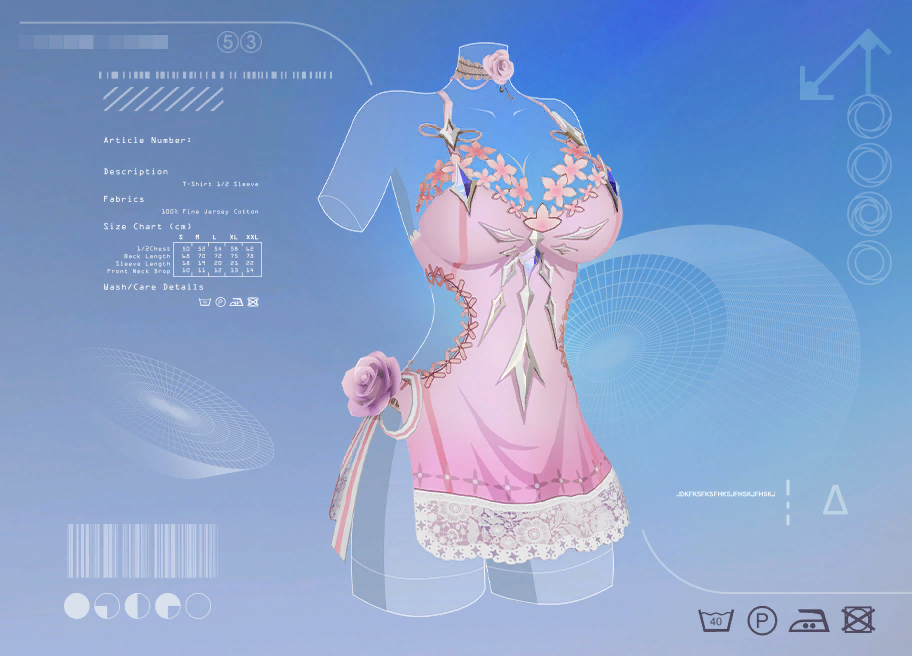 53
Article Number:
Description
T-Shirt 1/2 Sleeve
Fabrics
100% Fine Jersey Cotton
Size Chart (cm)
S M L XL XXL
1/2Chest 50 52 54 58 62
Back Length 68 70 72 75 78
Sleeve Length 18 19 20 21 22
Front Neck Drop 10 11 12 13 14
Wash/Care Details
P
JDKFKSFKSFHKSJFHSKJFHSKJ
Δ
40 P